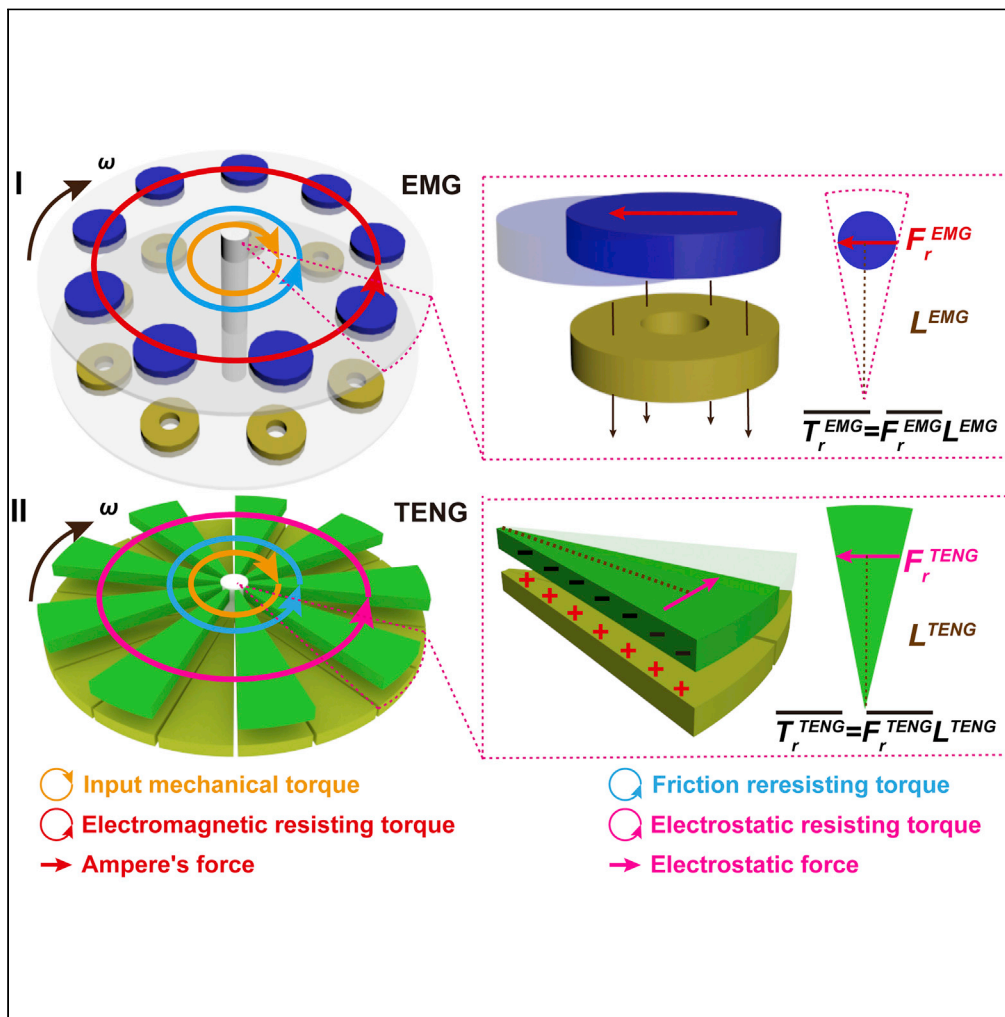 I
ω
EMG
F_r^EMG
L^EMG
T_r^EMG=F_r^EMG L^EMG
II
ω
TENG
- - - - - - -
+ + + + + + +
F_r^TENG
L^TENG
T_r^TENG=F_r^TENG L^TENG
Input mechanical torque
Friction reresisting torque
Electromagnetic resisting torque
Electrostatic resisting torque
Ampere's force
Electrostatic force